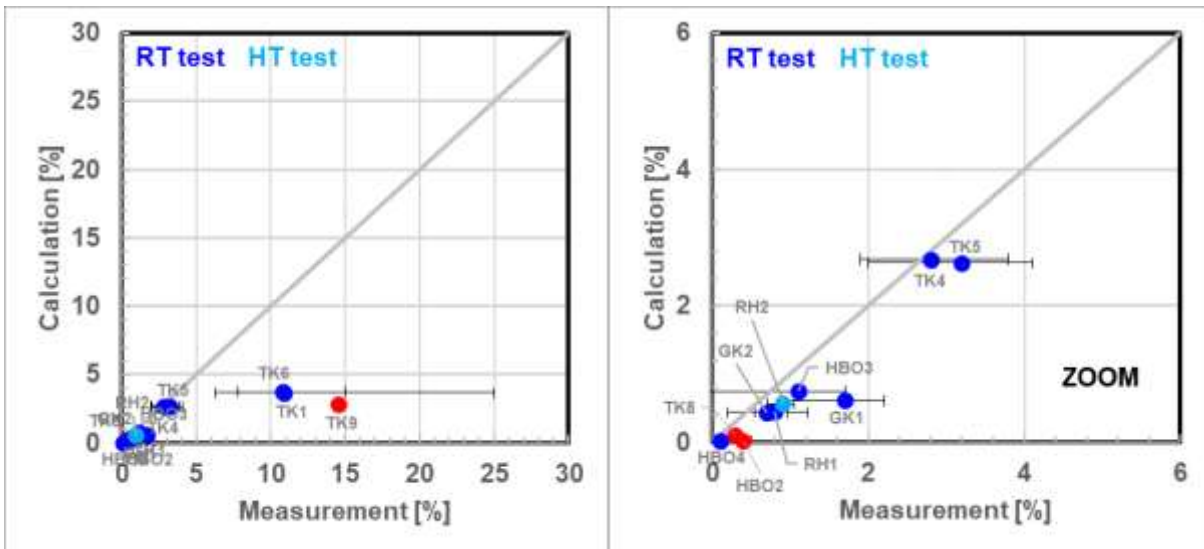 RT test HT test
30
25
20
15
10
5
0
Calculation [%]
TK6
TK1
TK9
TK5
TK4
RH2
0 5 10 15 20 25 30
Measurement [%]
RT test HT test
6
4
2
0
Calculation [%]
TK5
TK4
RH2
GK2
HBO3
ZOOM
TK8
GK1
HBO4
RH1
HBO2
0 2 4 6
Measurement [%]